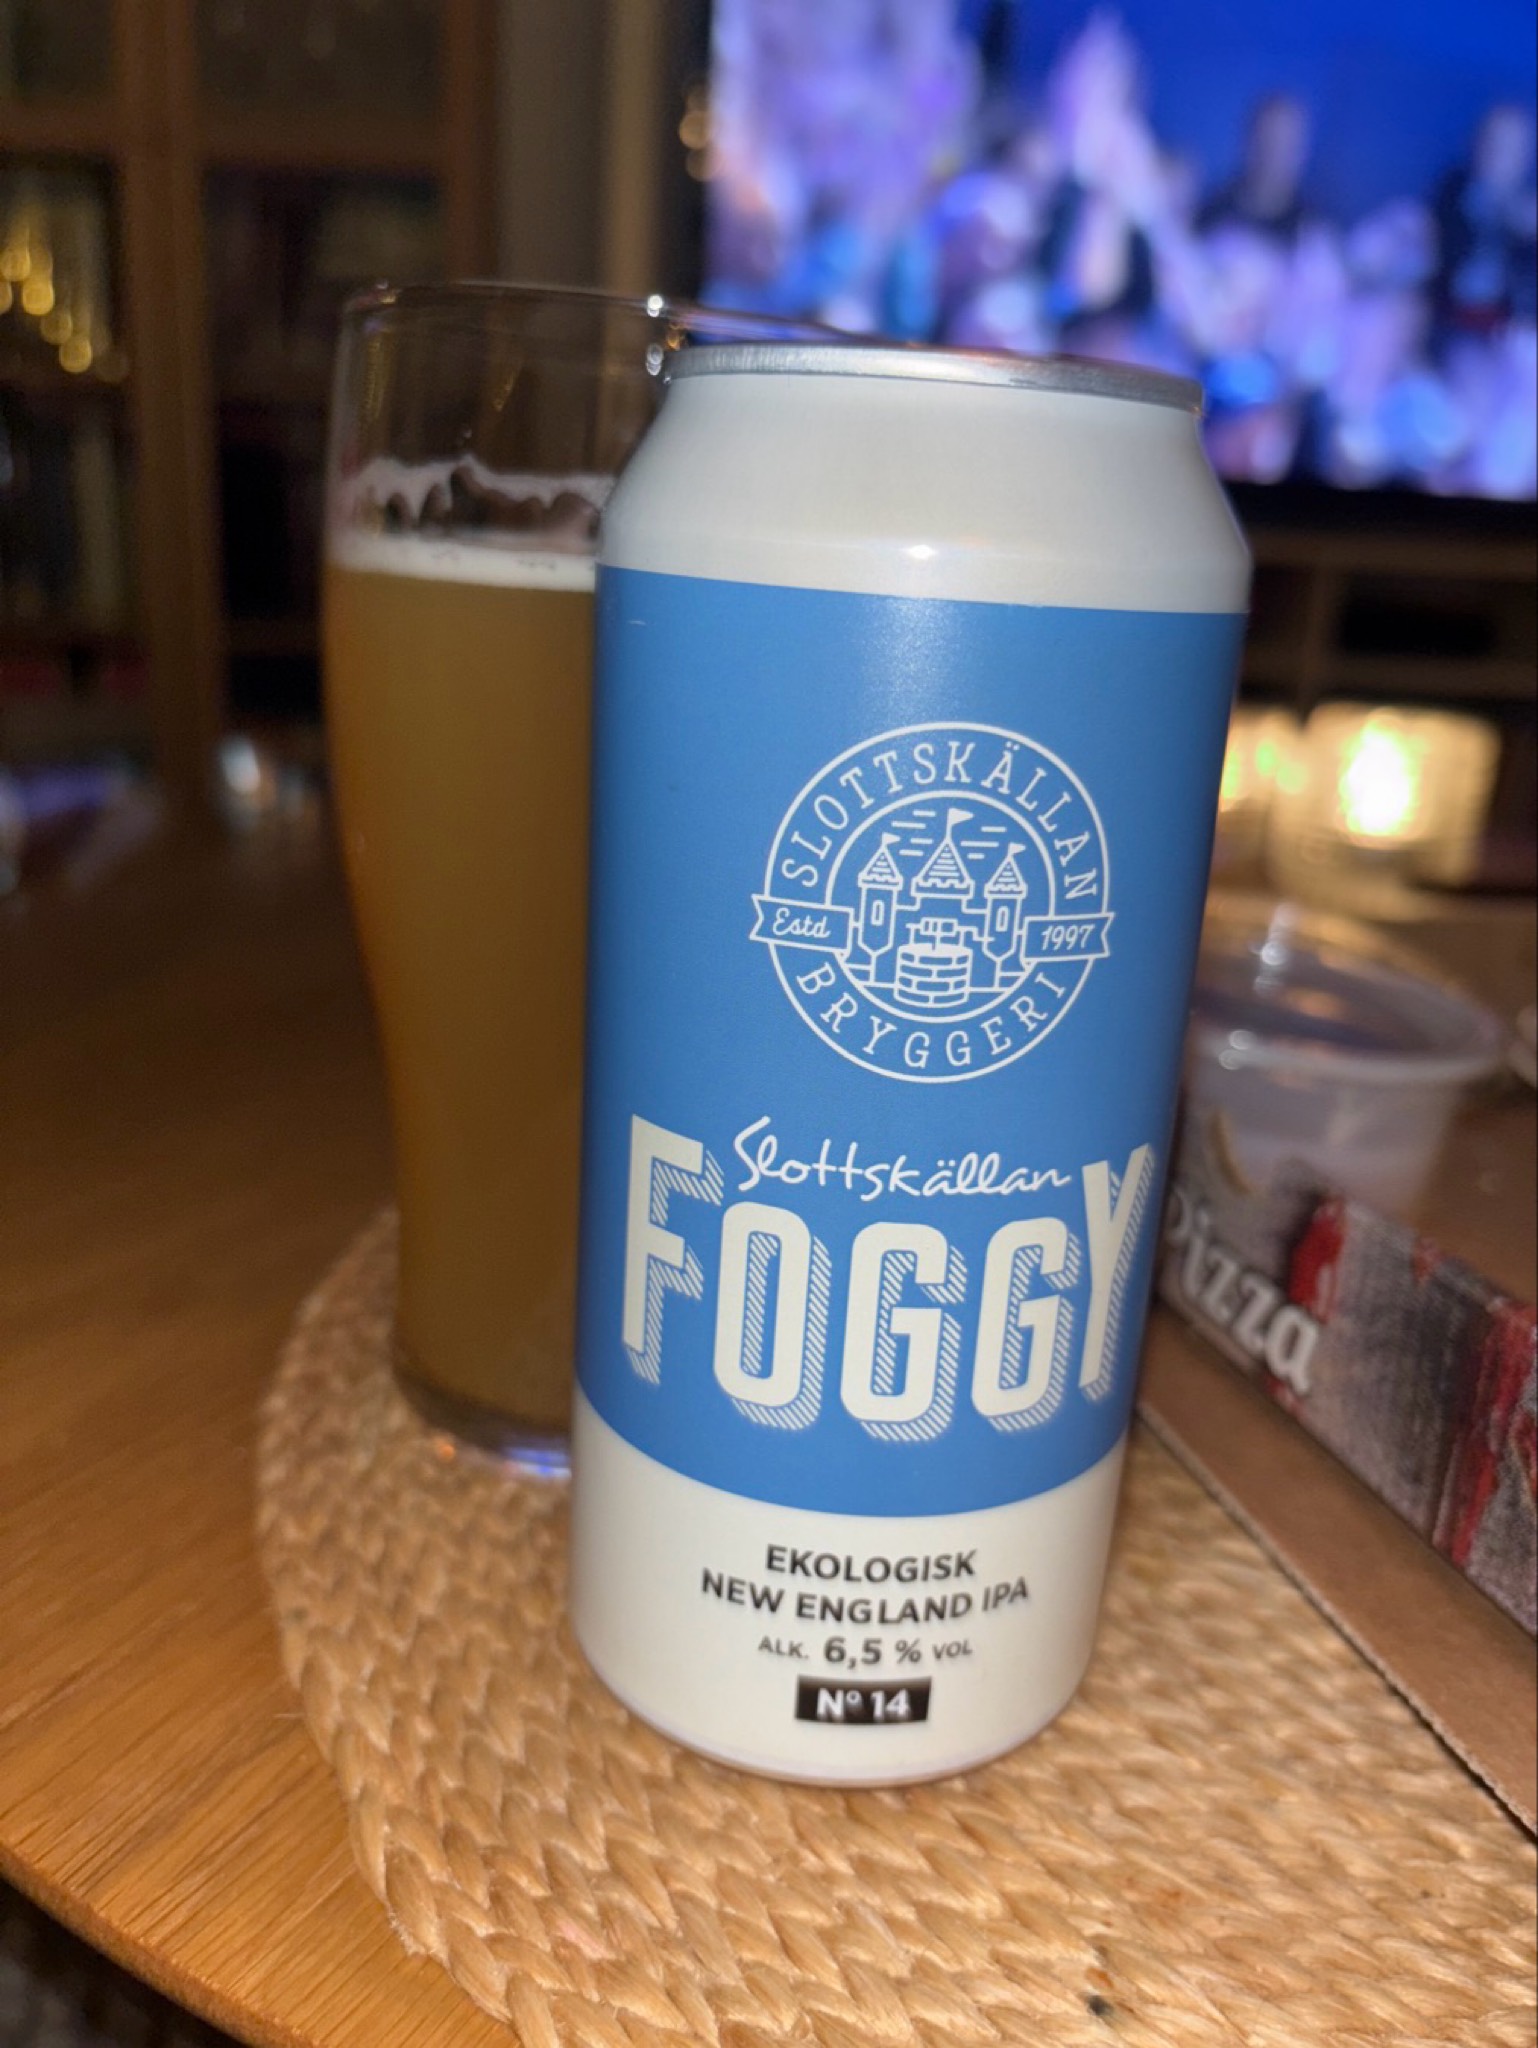 SLOTTSKÄLLAN
Estd 1997
BRYGGERI
Slottskällan
FOGGY
EKOLOGISK
NEW ENGLAND IPA
ALK. 6,5 % VOL
Nº 14
Pizza